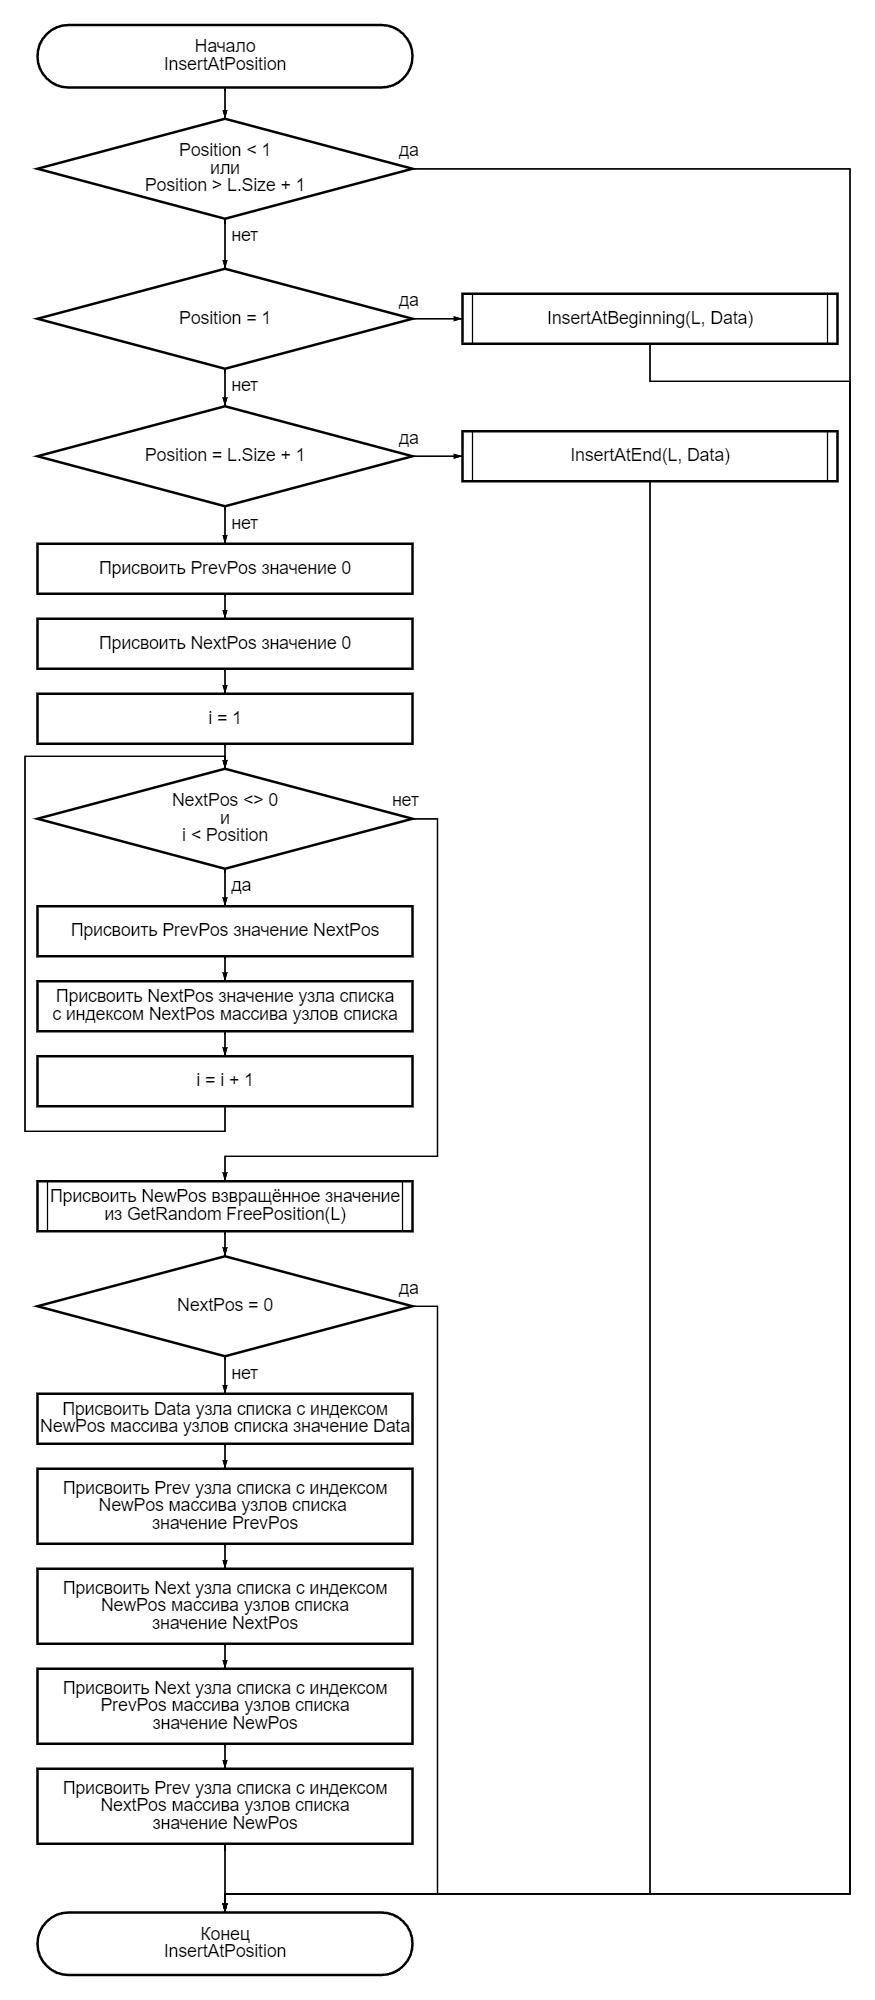 Начало
InsertAtPosition
Position < 1
или
Position > L.Size + 1
да
нет
Position = 1
да
InsertAtBeginning(L, Data)
нет
Position = L.Size + 1
да
InsertAtEnd(L, Data)
нет
Присвоить PrevPos значение 0
Присвоить NextPos значение 0
i = 1
NextPos <> 0
и
i < Position
нет
да
Присвоить PrevPos значение NextPos
Присвоить NextPos значение узла списка
с индексом NextPos массива узлов списка
i = i + 1
Присвоить NewPos взвращённое значение
из GetRandom FreePosition(L)
NextPos = 0
да
нет
Присвоить Data узла списка с индексом
NewPos массива узлов списка значение Data
Присвоить Prev узла списка с индексом
NewPos массива узлов списка
значение PrevPos
Присвоить Next узла списка с индексом
NewPos массива узлов списка
значение NextPos
Присвоить Next узла списка с индексом
PrevPos массива узлов списка
значение NewPos
Присвоить Prev узла списка с индексом
NextPos массива узлов списка
значение NewPos
Конец
InsertAtPosition